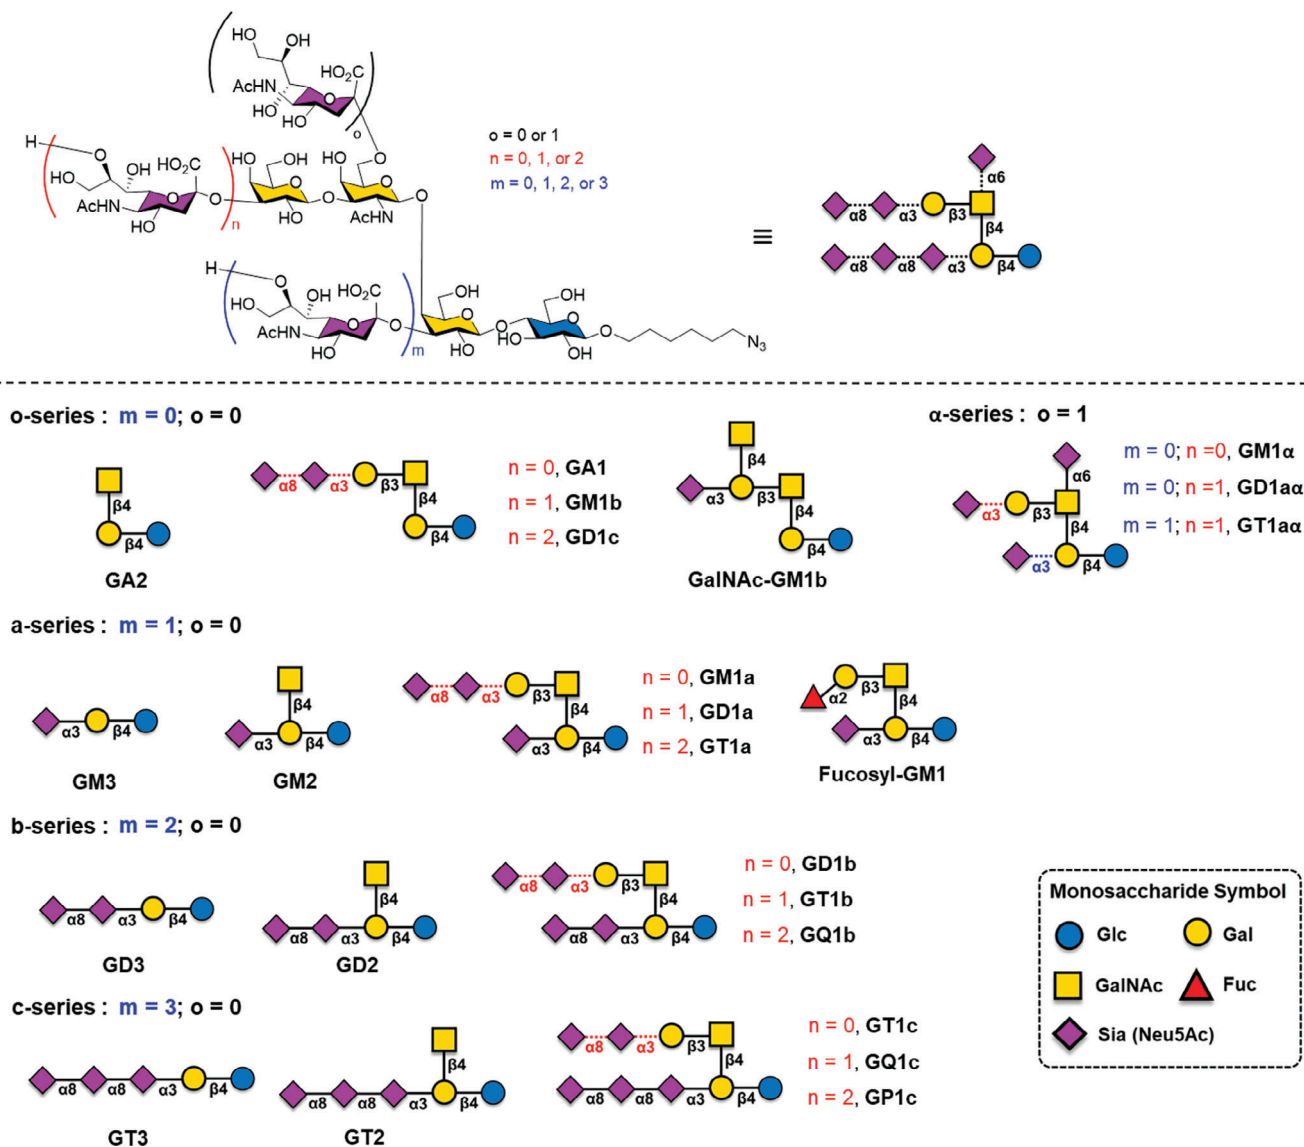 HO
OH
HO₂C
AcHN
O
HO
HO
o
o = 0 or 1
n = 0, 1, or 2
m = 0, 1, 2, or 3
H
O
HO
OH
HO₂C
HO
O
AcHN
O
HO
n
HO
OH
O
HO
O
HO
O
O
AcHN
O
H
O
HO
OH
HO₂C
HO
O
AcHN
O
HO
m
OH
O
HO
O
OH
O
HO
OH
O
N₃
≡
α6
α8 α3 β3
β4
α8 α8 α3 β4
o-series : m = 0; o = 0
β4
β4
GA2
α8 α3 β3
β4
β4
n = 0, GA1
n = 1, GM1b
n = 2, GD1c
β4
α3 β3
β4
β4
GalNAc-GM1b
α-series : o = 1
α6
α3 β3
β4
α3 β4
m = 0; n =0, GM1α
m = 0; n =1, GD1aα
m = 1; n =1, GT1aα
a-series : m = 1; o = 0
α3 β4
GM3
β4
α3 β4
GM2
α8 α3 β3
β4
α3 β4
n = 0, GM1a
n = 1, GD1a
n = 2, GT1a
β3
α2
β4
α3 β4
Fucosyl-GM1
b-series : m = 2; o = 0
α8 α3 β4
GD3
β4
α8 α3 β4
GD2
α8 α3 β3
β4
α8 α3 β4
n = 0, GD1b
n = 1, GT1b
n = 2, GQ1b
c-series : m = 3; o = 0
α8 α8 α3 β4
GT3
β4
α8 α8 α3 β4
GT2
α8 α3 β3
β4
α8 α8 α3 β4
n = 0, GT1c
n = 1, GQ1c
n = 2, GP1c
Monosaccharide Symbol
Glc Gal
GalNAc Fuc
Sia (Neu5Ac)